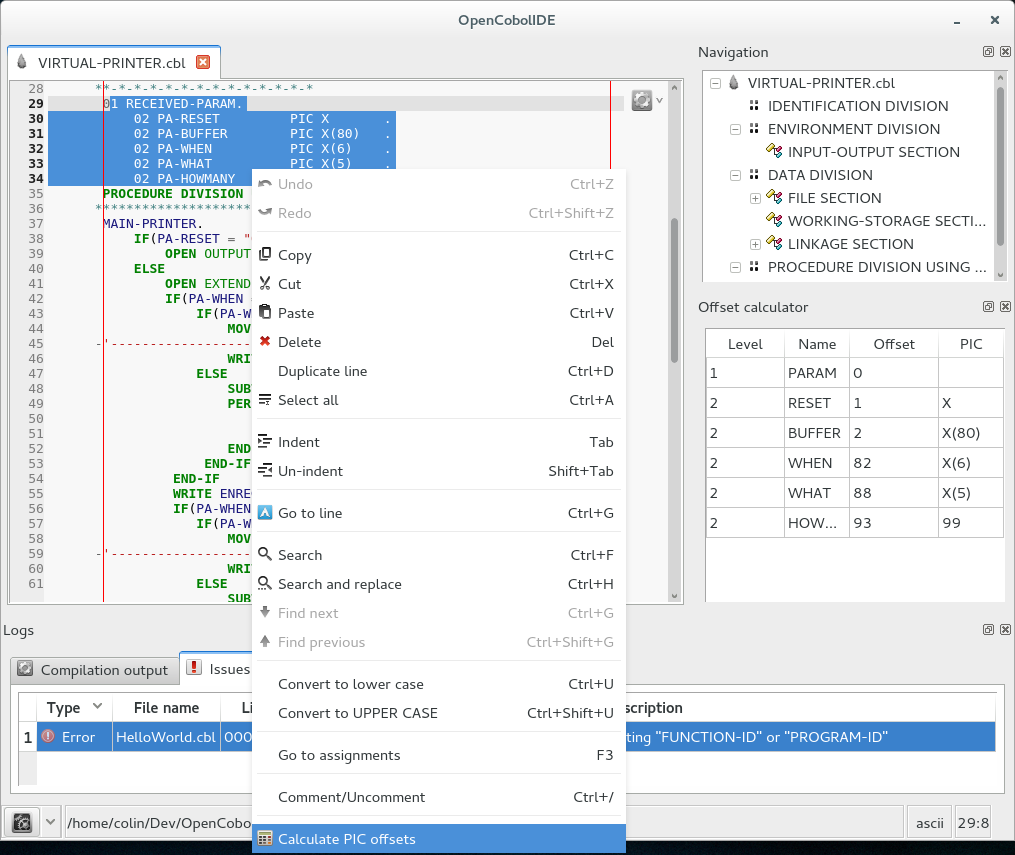 OpenCobolIDE
VIRTUAL-PRINTER.cbl
28 **-*-*-*-*-*-*-*-*-*-*-*-*-*
29 01 RECEIVED-PARAM.
30 02 PA-RESET PIC X .
31 02 PA-BUFFER PIC X(80) .
32 02 PA-WHEN PIC X(6) .
33 02 PA-WHAT PIC X(5) .
34 02 PA-HOWMANY
35 PROCEDURE DIVISION
36 ********************
37 MAIN-PRINTER.
38 IF(PA-RESET = "
39 OPEN OUTPUT
40 ELSE
41 OPEN EXTEND
42 IF(PA-WHEN
43 IF(PA-W
44 MOV
45 -'------------------
46 WRI
47 ELSE
48 SUB
49 PER
50
51
52 END
53 END-IF
54 END-IF
55 WRITE ENRE
56 IF(PA-WHEN
57 IF(PA-W
58 MOV
59 -'------------------
60 WRI
61 ELSE
SUB
Undo Ctrl+Z
Redo Ctrl+Shift+Z
Copy Ctrl+C
Cut Ctrl+X
Paste Ctrl+V
Delete Del
Duplicate line Ctrl+D
Select all Ctrl+A
Indent Tab
Un-indent Shift+Tab
Go to line Ctrl+G
Search Ctrl+F
Search and replace Ctrl+H
Find next Ctrl+G
Find previous Ctrl+Shift+G
Convert to lower case Ctrl+U
Convert to UPPER CASE Ctrl+Shift+U
Go to assignments F3
Comment/Uncomment Ctrl+/
Calculate PIC offsets
Navigation
VIRTUAL-PRINTER.cbl
IDENTIFICATION DIVISION
ENVIRONMENT DIVISION
INPUT-OUTPUT SECTION
DATA DIVISION
FILE SECTION
WORKING-STORAGE SECTI...
LINKAGE SECTION
PROCEDURE DIVISION USING ...
Offset calculator
Level Name Offset PIC
1 PARAM 0
2 RESET 1 X
2 BUFFER 2 X(80)
2 WHEN 82 X(6)
2 WHAT 88 X(5)
2 HOW... 93 99
Logs
Compilation output Issues
Type File name Li scription
1 Error HelloWorld.cbl 000 ting "FUNCTION-ID" or "PROGRAM-ID"
/home/colin/Dev/OpenCobo ascii 29:8